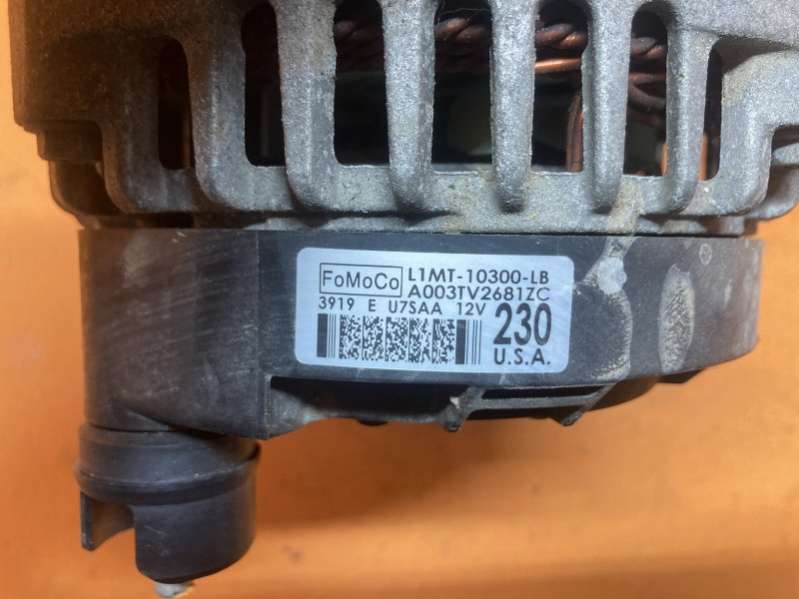 FoMoCo L1MT-10300-LB
A003TV2681ZC
3919 E U7SAA 12V
230
U.S.A.